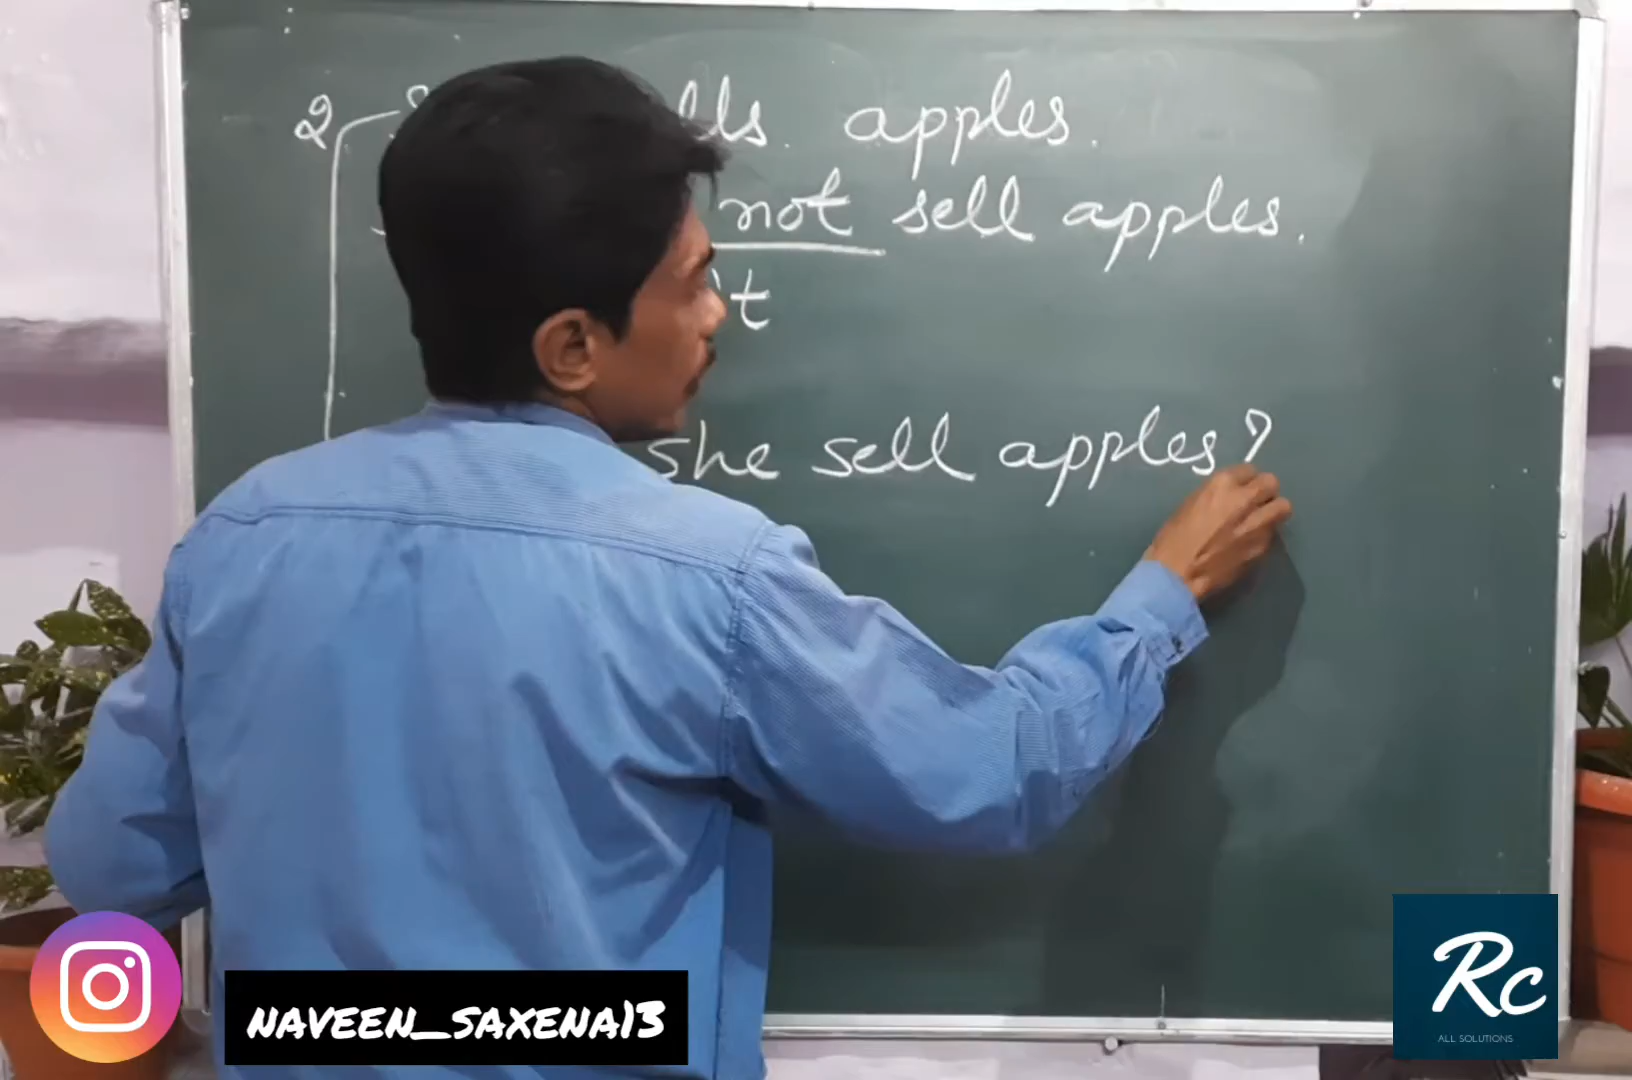 2 lls. apples.
not sell apples.
't
she sell apples?
naveen_saxena13
Rc
ALL SOLUTIONS